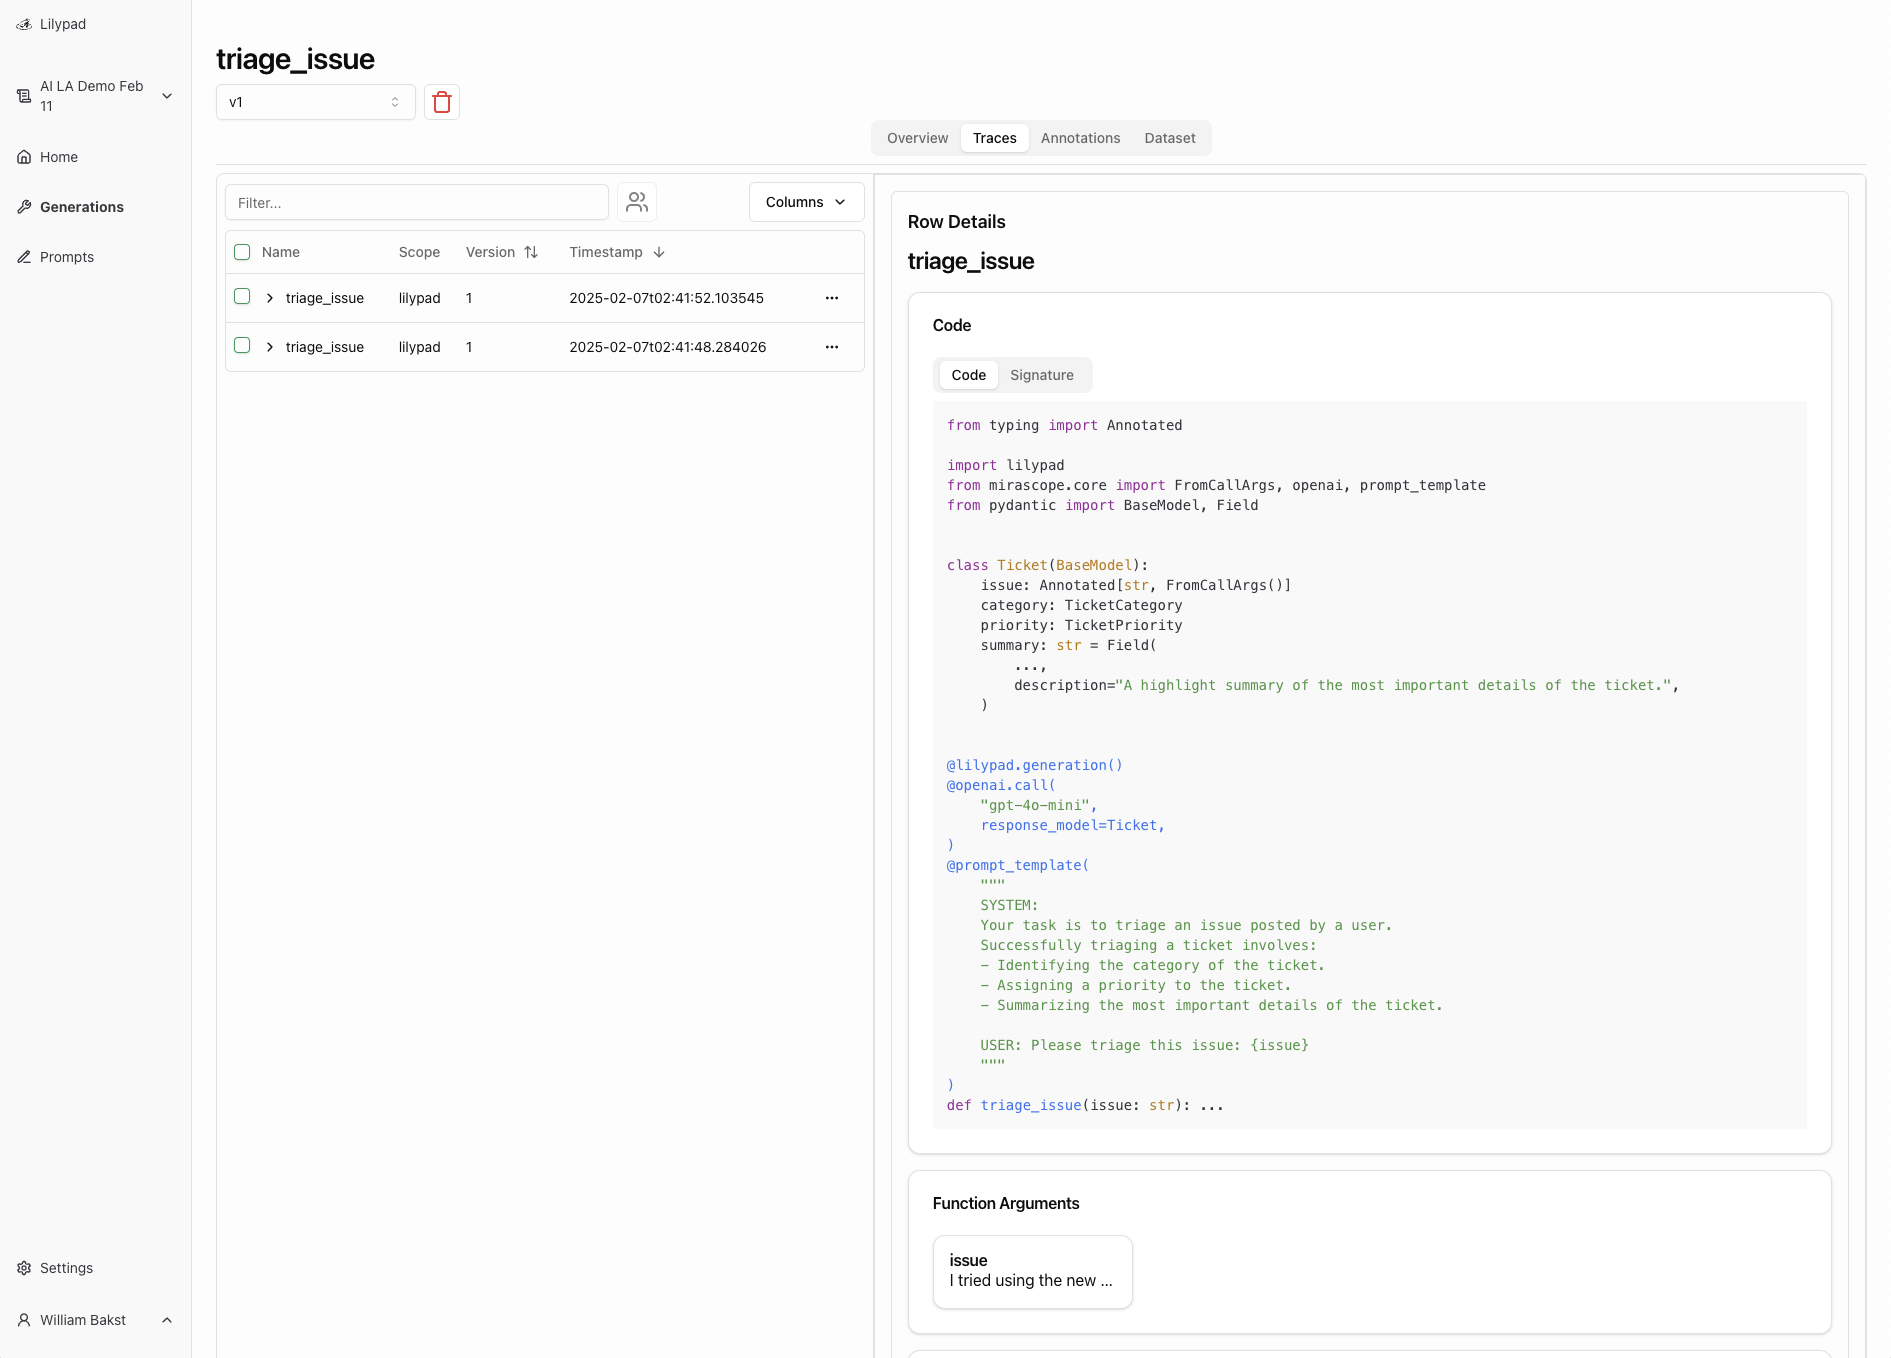 Lilypad
AI LA Demo Feb
11
Home
Generations
Prompts
Settings
William Bakst
triage_issue
v1
Overview
Traces
Annotations
Dataset
Filter...
Columns
Name
Scope
Version
Timestamp
triage_issue
lilypad
1
2025-02-07t02:41:52.103545
...
triage_issue
lilypad
1
2025-02-07t02:41:48.284026
...
Row Details
triage_issue
Code
Code
Signature
from typing import Annotated
import lilypad
from mirascope.core import FromCallArgs, openai, prompt_template
from pydantic import BaseModel, Field
class Ticket(BaseModel):
    issue: Annotated[str, FromCallArgs()]
    category: TicketCategory
    priority: TicketPriority
    summary: str = Field(
        ...,
        description="A highlight summary of the most important details of the ticket.",
    )
@lilypad.generation()
@openai.call(
    "gpt-4o-mini",
    response_model=Ticket,
)
@prompt_template(
    """
    SYSTEM:
    Your task is to triage an issue posted by a user.
    Successfully triaging a ticket involves:
    - Identifying the category of the ticket.
    - Assigning a priority to the ticket.
    - Summarizing the most important details of the ticket.
    USER: Please triage this issue: {issue}
    """
)
def triage_issue(issue: str): ...
Function Arguments
issue
I tried using the new ...